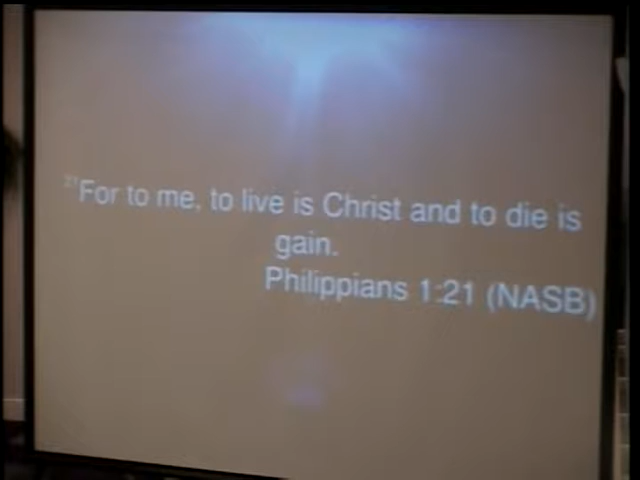 21For to me, to live is Christ and to die is
gain.
Philippians 1:21 (NASB)